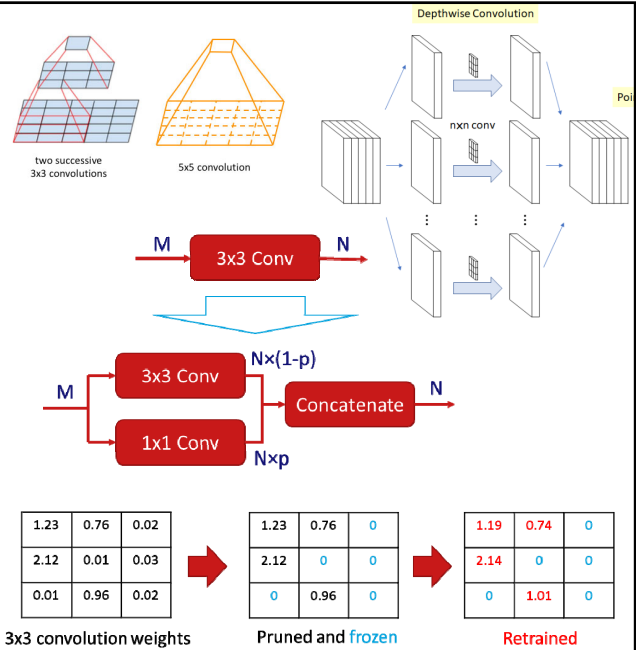 Depthwise Convolution
Poi
nxn conv
two successive
3x3 convolutions
5x5 convolution
M
3x3 Conv
N
M
3x3 Conv
N×(1-p)
1x1 Conv
N×p
Concatenate
N
1.23 0.76 0.02
2.12 0.01 0.03
0.01 0.96 0.02
3x3 convolution weights
1.23 0.76 0
2.12 0 0
0 0.96 0
Pruned and frozen
1.19 0.74 0
2.14 0 0
0 1.01 0
Retrained